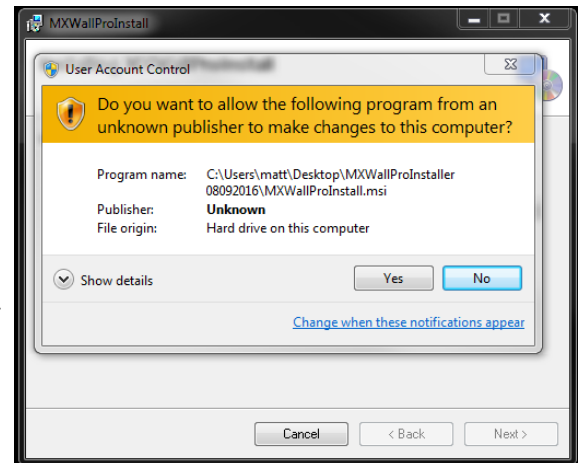 MXWallProInstall
User Account Control
Do you want to allow the following program from an
unknown publisher to make changes to this computer?
Program name: C:\Users\matt\Desktop\MXWallProInstaller
08092016\MXWallProInstall.msi
Publisher: Unknown
File origin: Hard drive on this computer
Show details
Yes
No
Change when these notifications appear
Cancel
< Back
Next >